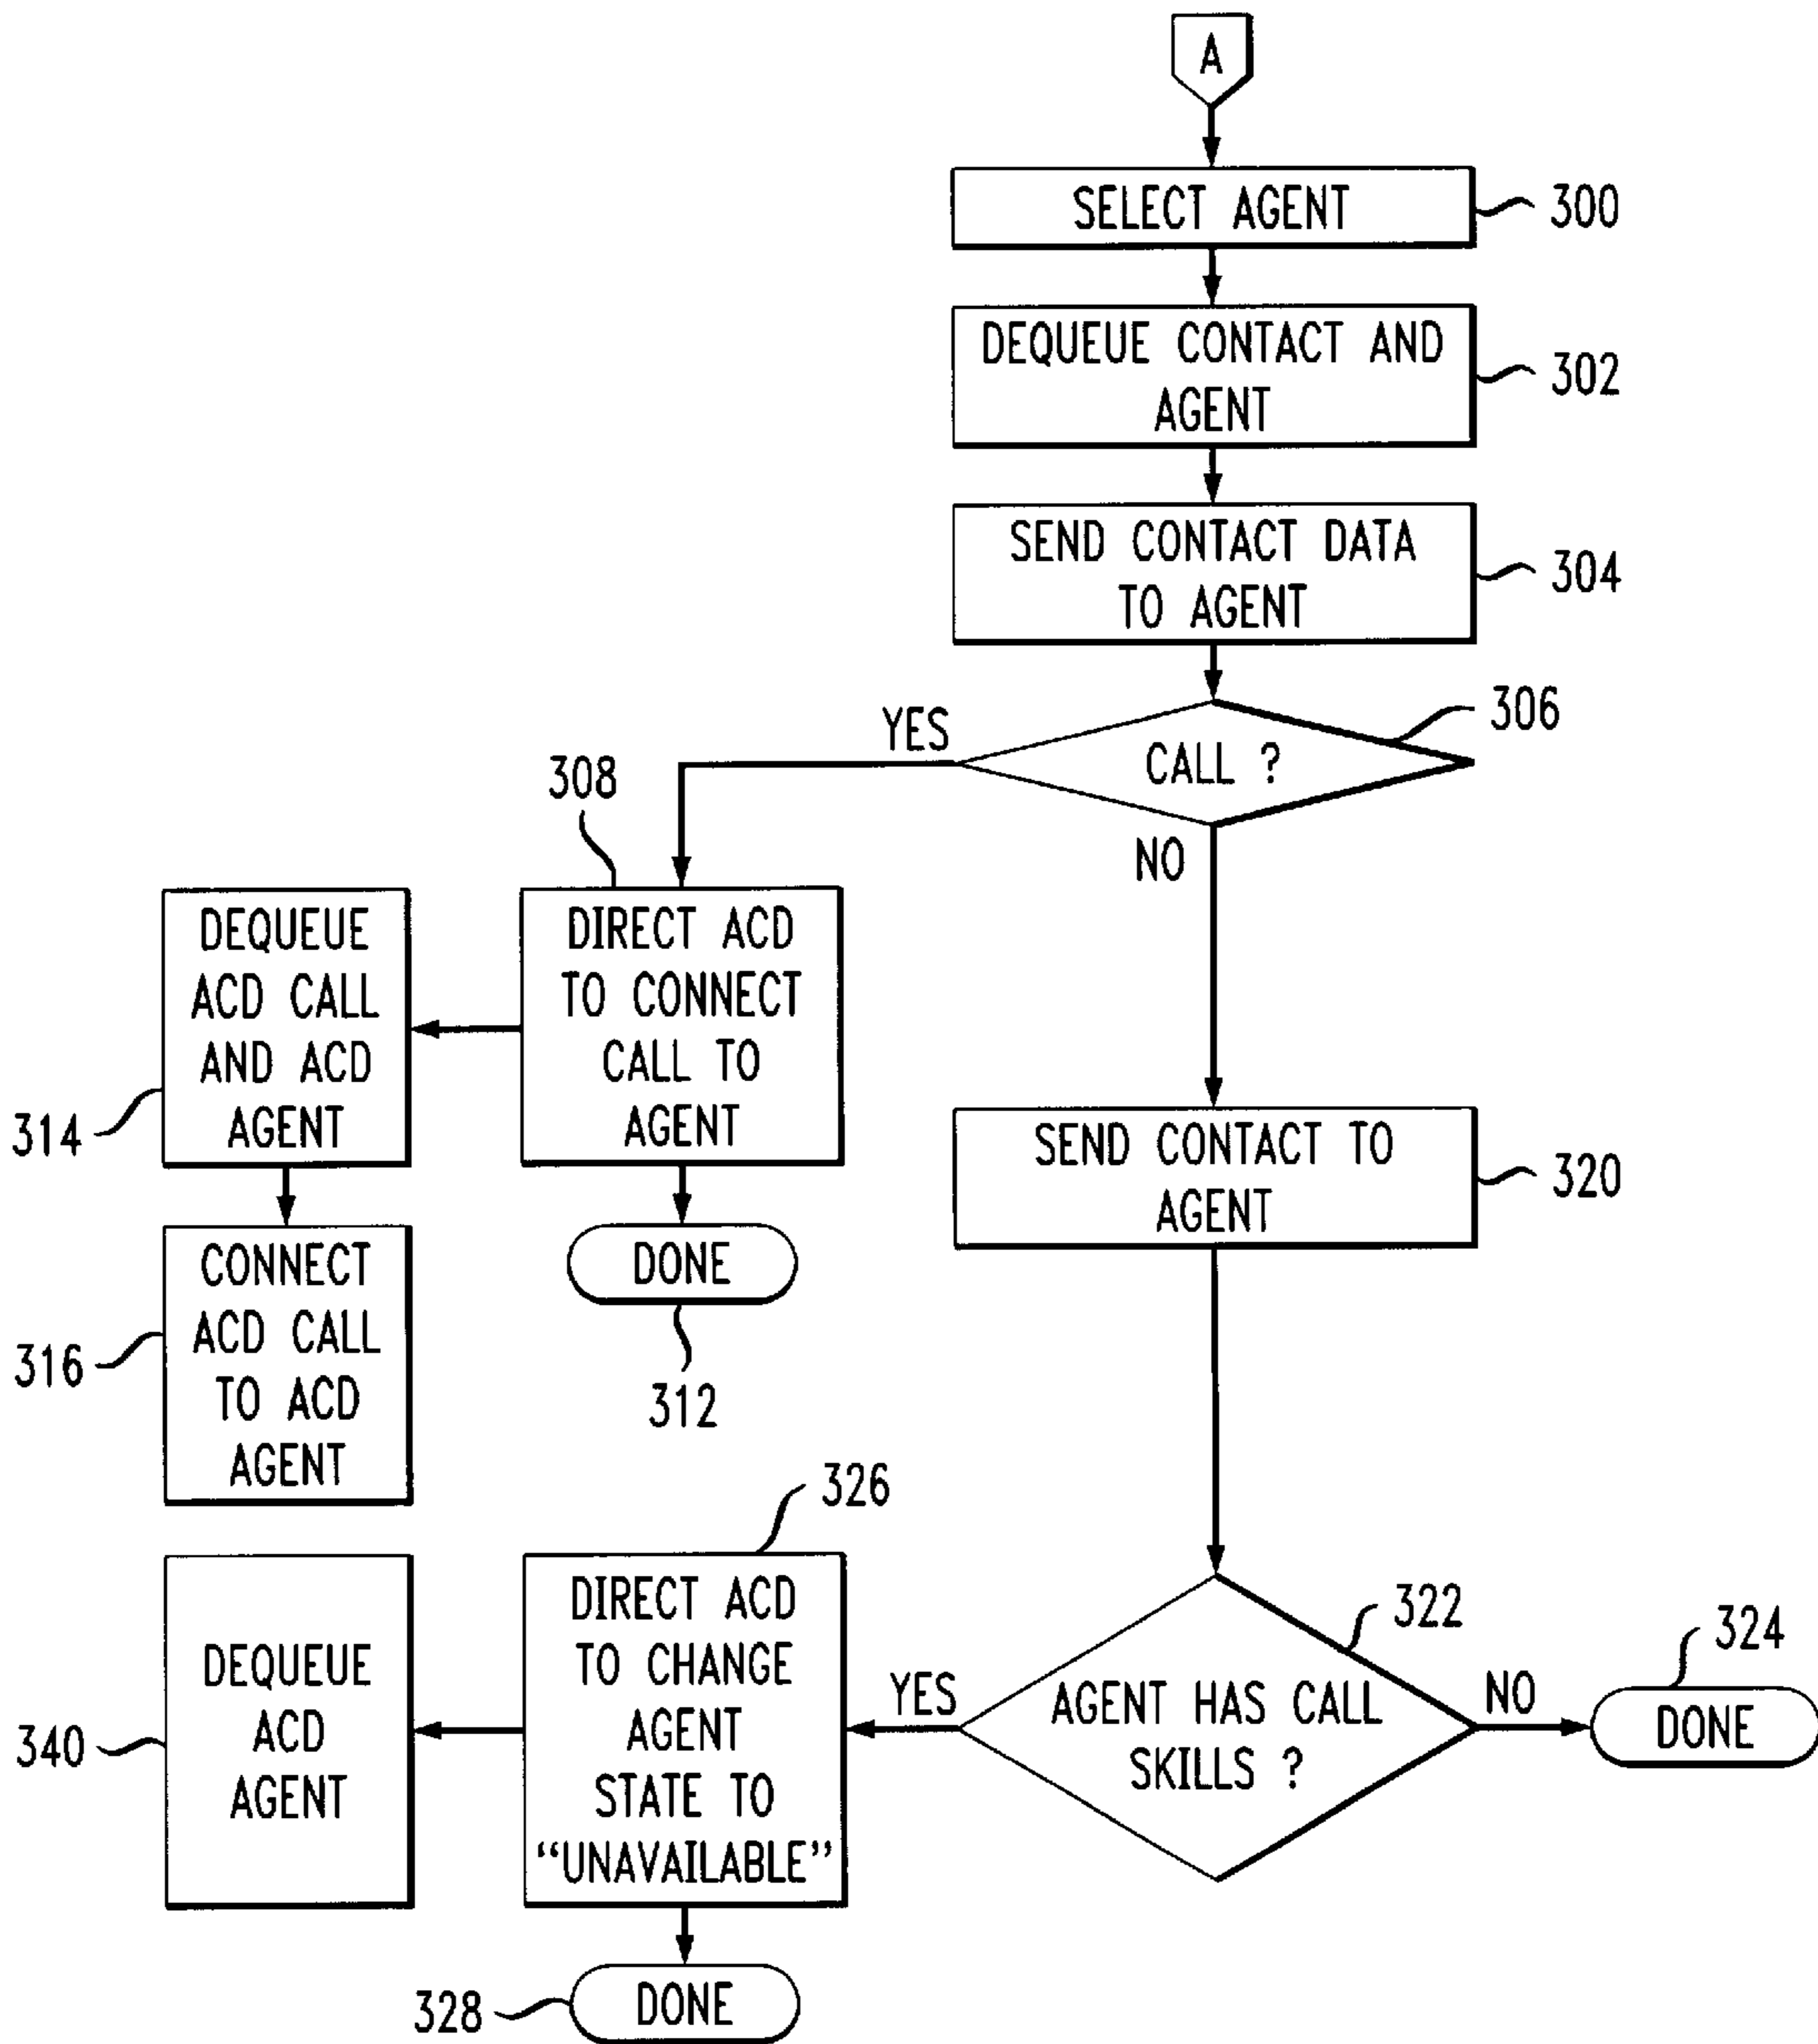 A
SELECT AGENT
300
DEQUEUE CONTACT AND
AGENT
302
SEND CONTACT DATA
TO AGENT
304
CALL ?
306
YES
NO
308
DIRECT ACD
TO CONNECT
CALL TO
AGENT
DEQUEUE
ACD CALL
AND ACD
AGENT
314
CONNECT
ACD CALL
TO ACD
AGENT
316
DONE
312
SEND CONTACT TO
AGENT
320
AGENT HAS CALL
SKILLS ?
322
NO
DONE
324
YES
326
DIRECT ACD
TO CHANGE
AGENT
STATE TO
“UNAVAILABLE”
DEQUEUE
ACD
AGENT
340
DONE
328